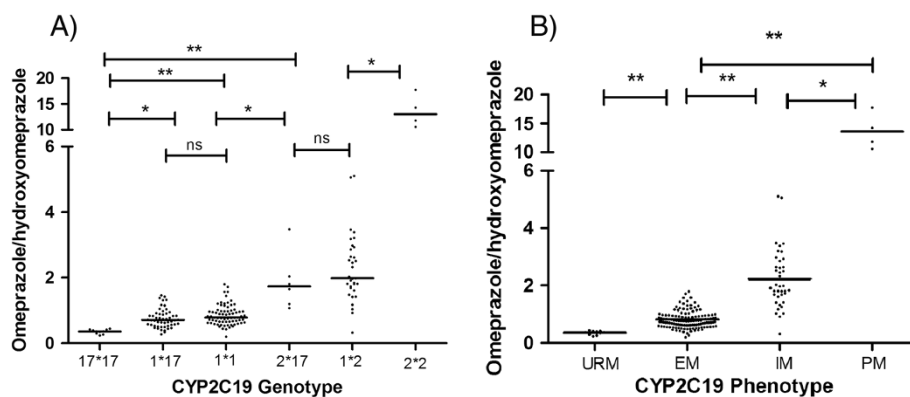 A)
**
**
*
*
*
ns
ns
20
15
10
6
4
2
0
Omeprazole/hydroxyomeprazole
17*17 1*17 1*1 2*17 1*2 2*2
CYP2C19 Genotype
B)
**
**
**
*
20
15
10
6
4
2
0
Omeprazole/hydroxyomeprazole
URM EM IM PM
CYP2C19 Phenotype